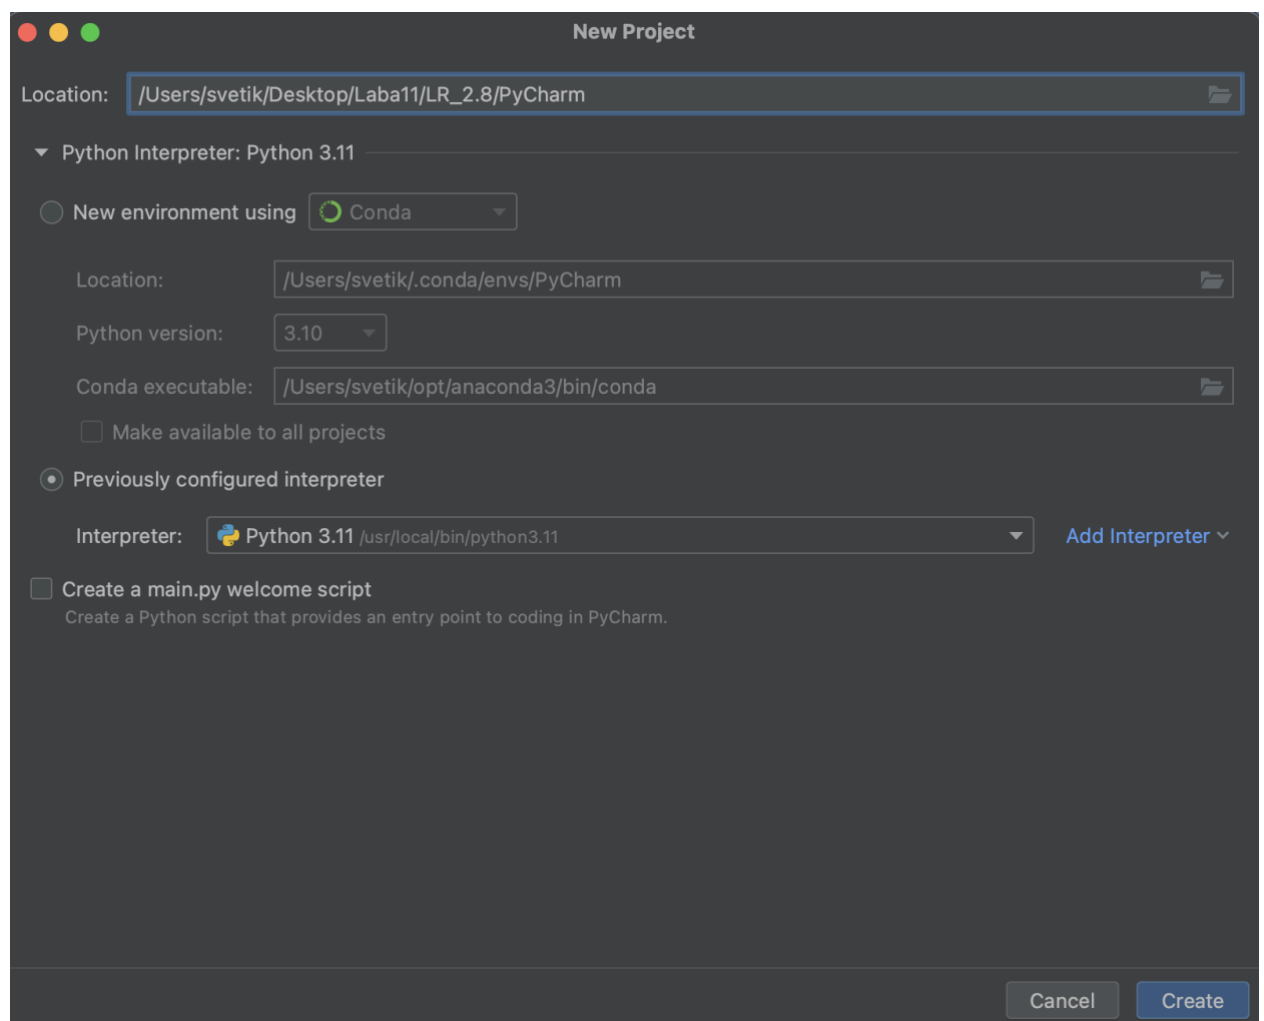 New Project
Location: /Users/svetik/Desktop/Laba11/LR_2.8/PyCharm
Python Interpreter: Python 3.11
New environment using Conda
Location: /Users/svetik/.conda/envs/PyCharm
Python version: 3.10
Conda executable: /Users/svetik/opt/anaconda3/bin/conda
Make available to all projects
Previously configured interpreter
Interpreter: Python 3.11 /usr/local/bin/python3.11 Add Interpreter
Create a main.py welcome script
Create a Python script that provides an entry point to coding in PyCharm.
Cancel Create